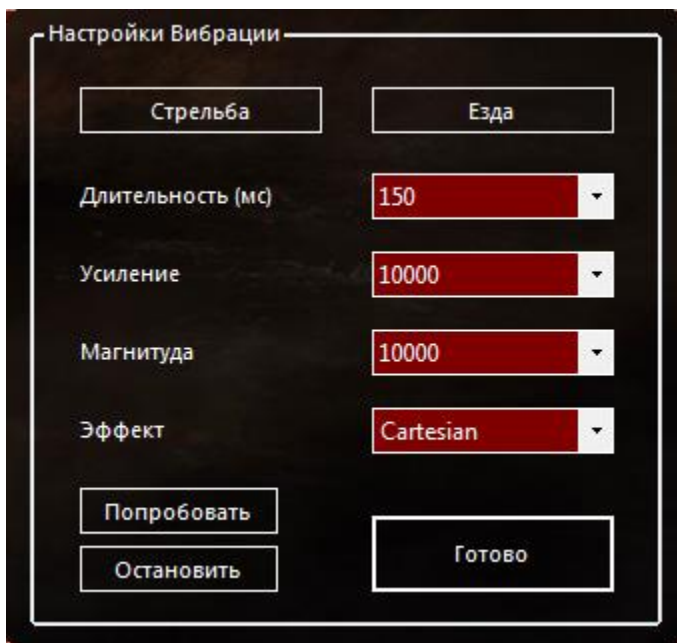 Настройки Вибрации
Стрельба Езда
Длительность (мс) 150
Усиление 10000
Магнитуда 10000
Эффект Cartesian
Попробовать
Готово
Остановить